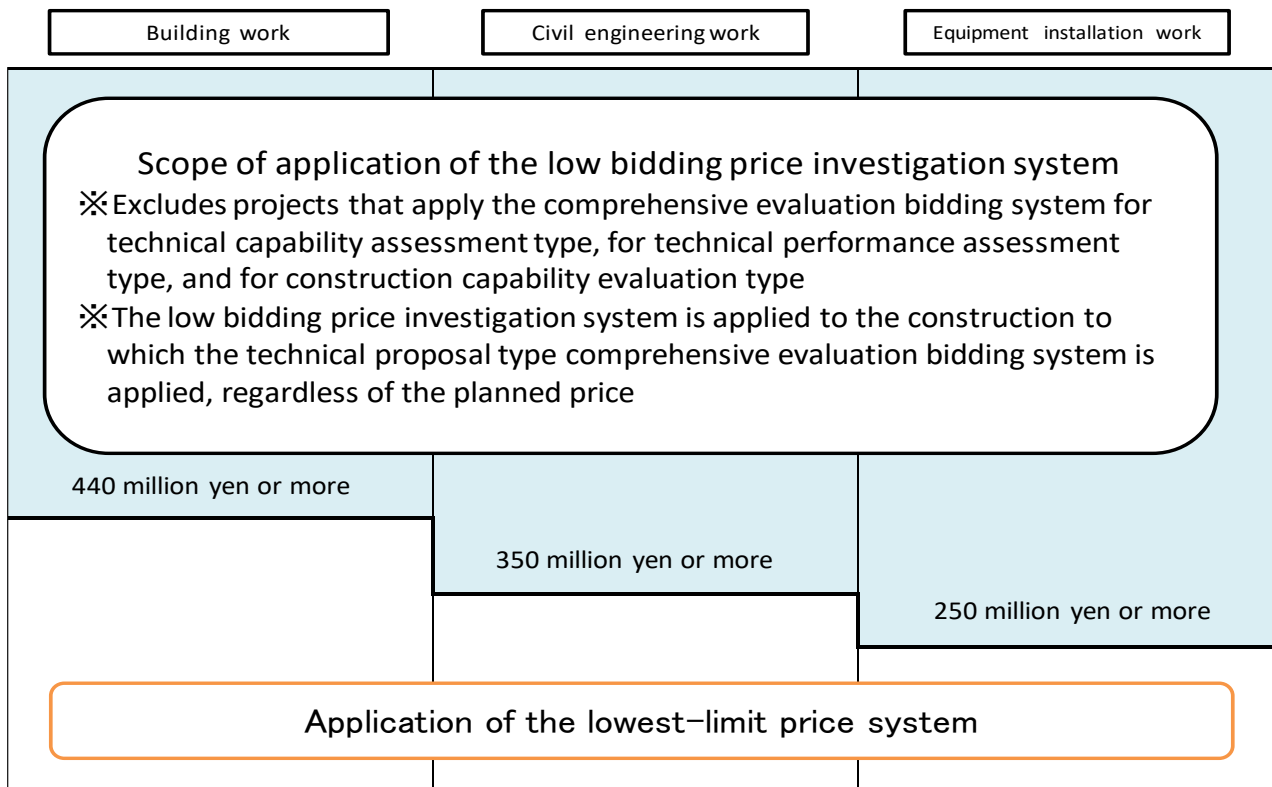 Building work
Civil engineering work
Equipment installation work
Scope of application of the low bidding price investigation system
※Excludes projects that apply the comprehensive evaluation bidding system for
technical capability assessment type, for technical performance assessment
type, and for construction capability evaluation type
※The low bidding price investigation system is applied to the construction to
which the technical proposal type comprehensive evaluation bidding system is
applied, regardless of the planned price
440 million yen or more
350 million yen or more
250 million yen or more
Application of the lowest-limit price system